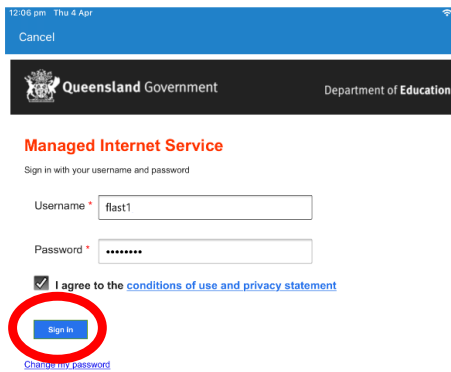 12:06 pm Thu 4 Apr
Cancel
Queensland Government
Department of Education
Managed Internet Service
Sign in with your username and password
Username * flast1
Password * ••••••••
I agree to the conditions of use and privacy statement
Sign in
Change my password